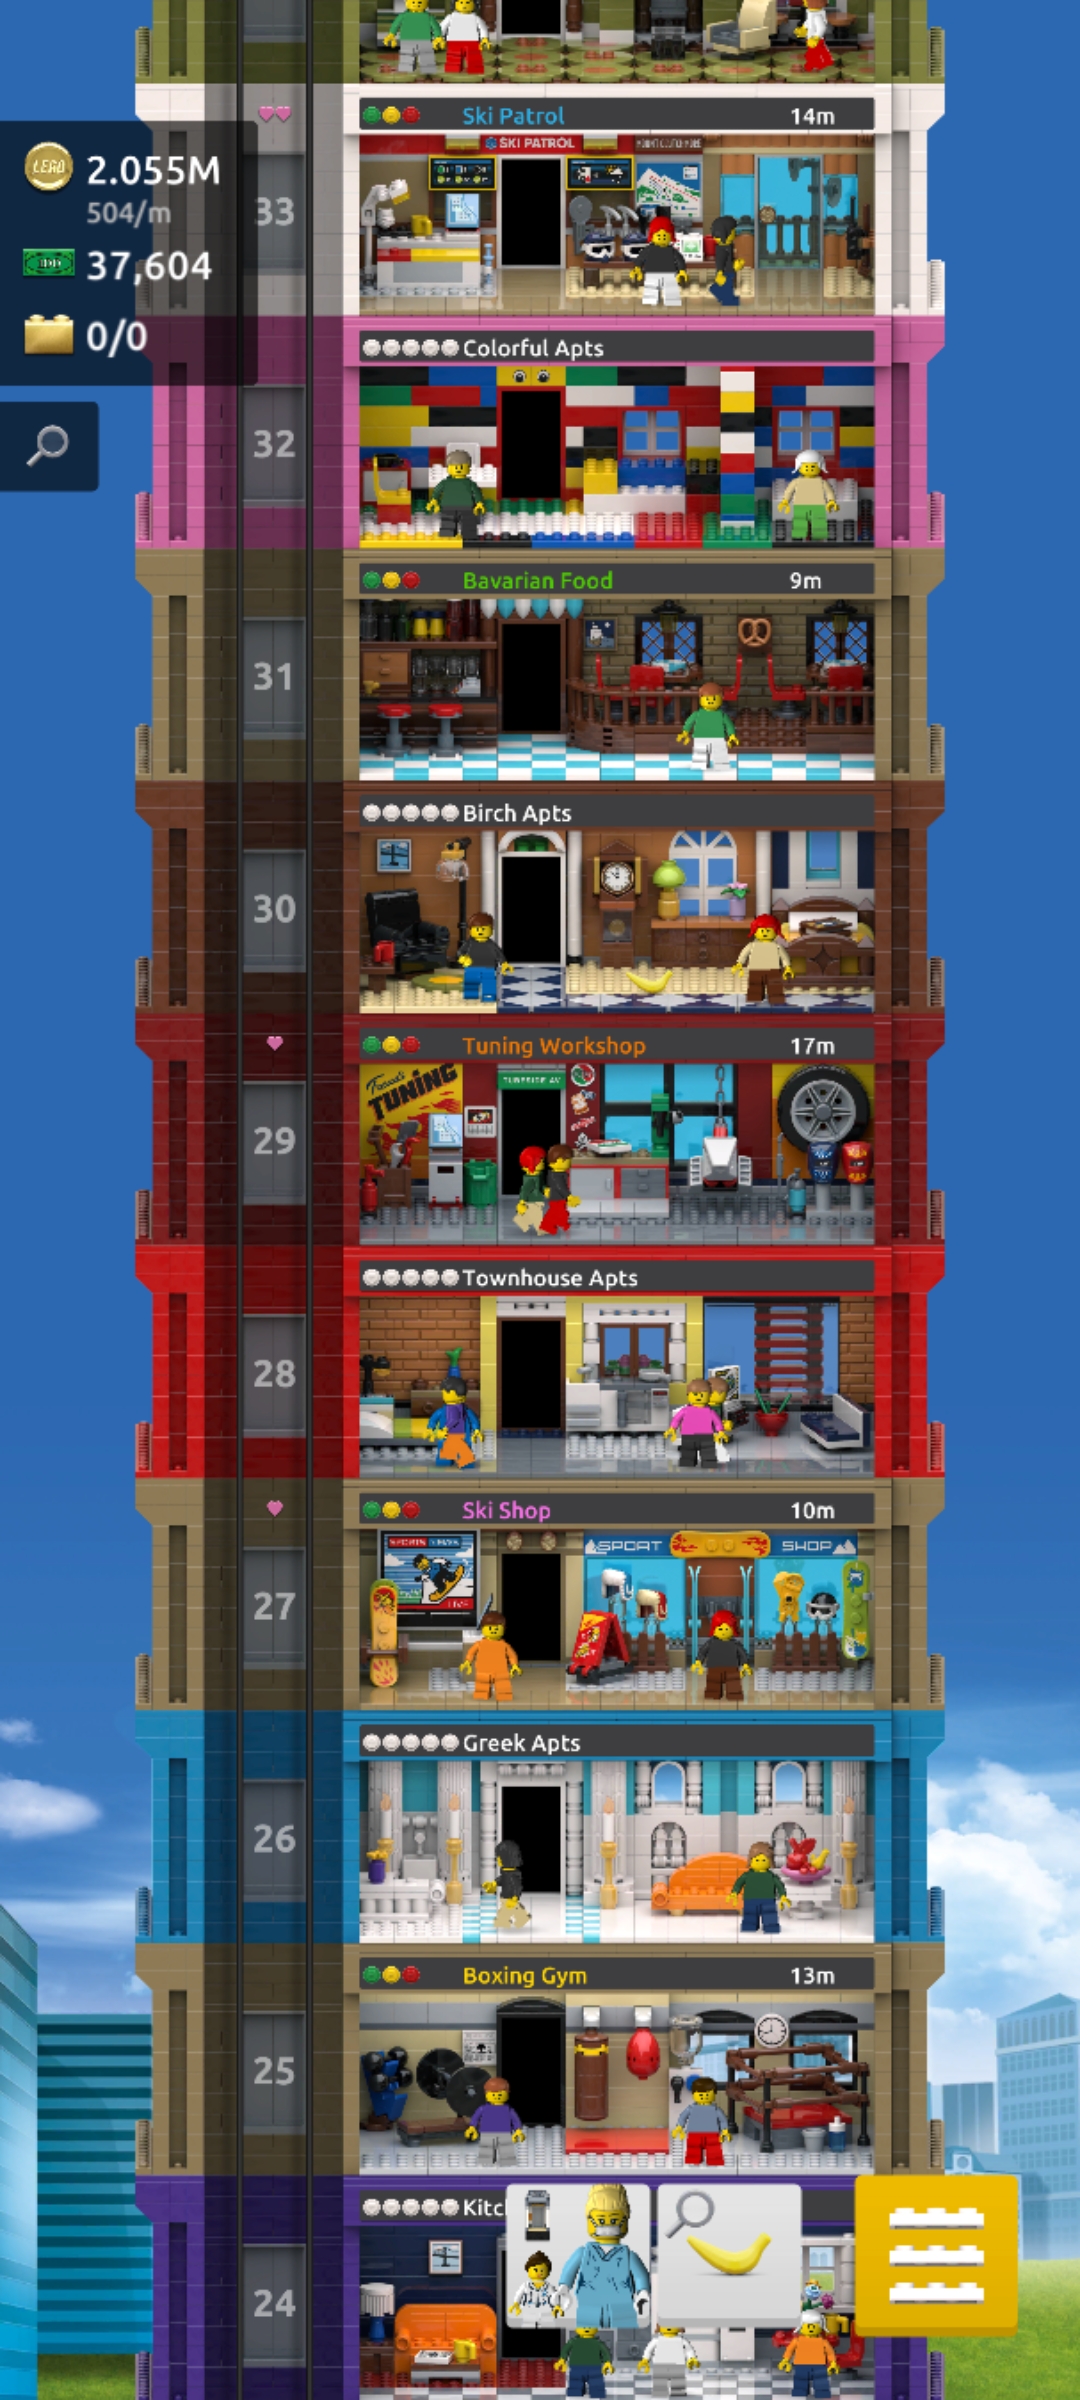 Ski Patrol 14m
SKI PATROL
LEGO 2.055M
504/m
33
37,604
0/0
Colorful Apts
32
Bavarian Food 9m
31
Birch Apts
30
Tuning Workshop 17m
TUNING
29
Townhouse Apts
28
Ski Shop 10m
SPORT SHOP
27
Greek Apts
26
Boxing Gym 13m
25
24